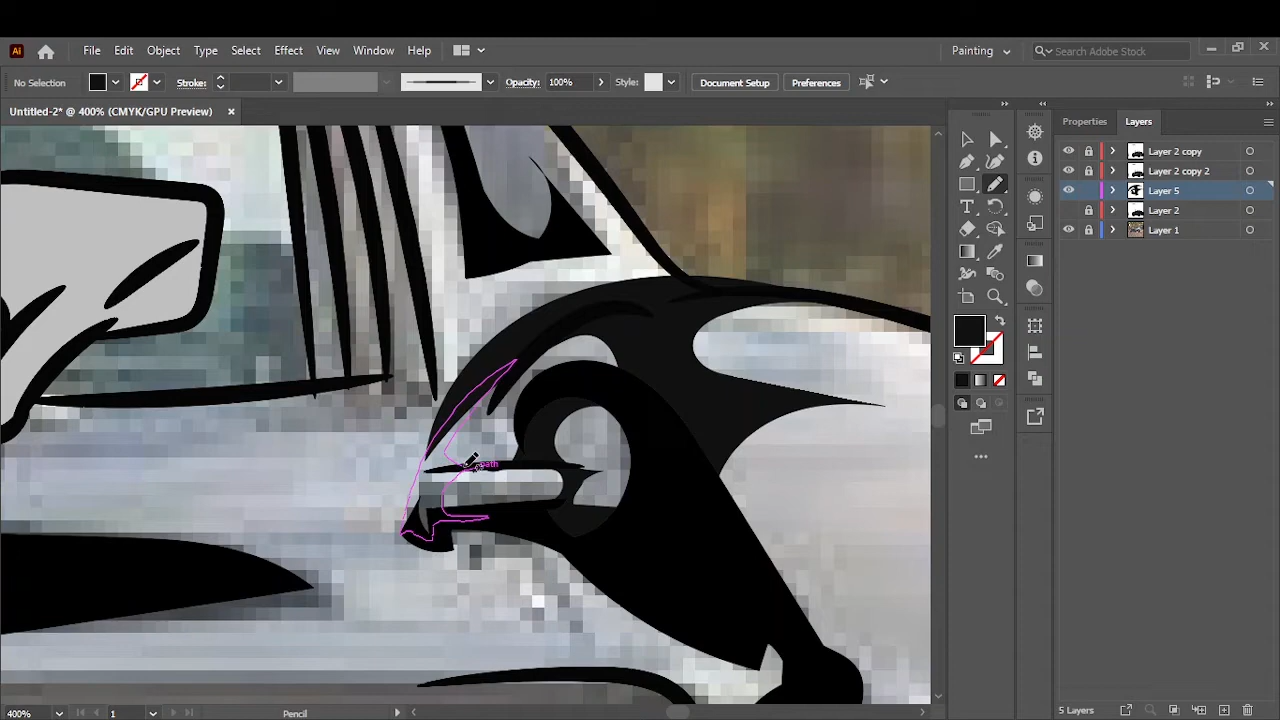 Ai File Edit Object Type Select Effect View Window Help Painting Search Adobe Stock
No Selection Stroke: Opacity: 100% Style: Document Setup Preferences
Untitled-2* @ 400% (CMYK/GPU Preview)
Properties Layers
Layer 2 copy
Layer 2 copy 2
Layer 5
Layer 2
Layer 1
path
5 Layers
400% 1 Pencil